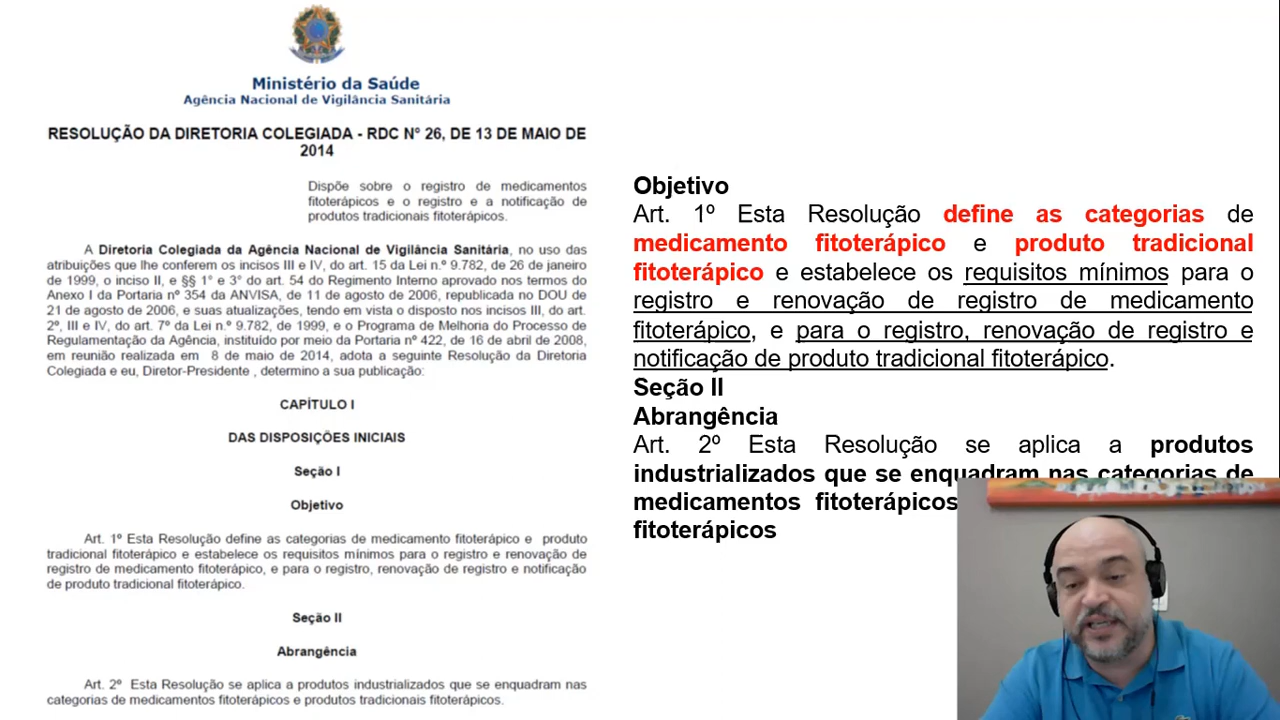 Ministério da Saúde
Agência Nacional de Vigilância Sanitária
RESOLUÇÃO DA DIRETORIA COLEGIADA - RDC N° 26, DE 13 DE MAIO DE
2014
Dispõe sobre o registro de medicamentos
fitoterápicos e o registro e a notificação de
produtos tradicionais fitoterápicos.
A Diretoria Colegiada da Agência Nacional de Vigilância Sanitária, no uso das
atribuições que lhe conferem os incisos III e IV, do art. 15 da Lei n.º 9.782, de 26 de janeiro
de 1999, o inciso II, e §§ 1° e 3° do art. 54 do Regimento Interno aprovado nos termos do
Anexo I da Portaria nº 354 da ANVISA, de 11 de agosto de 2006, republicada no DOU de
21 de agosto de 2006, e suas atualizações, tendo em vista o disposto nos incisos III, do art.
2º, III e IV, do art. 7º da Lei n.º 9.782, de 1999, e o Programa de Melhoria do Processo de
Regulamentação da Agência, instituído por meio da Portaria nº 422, de 16 de abril de 2008,
em reunião realizada em 8 de maio de 2014, adota a seguinte Resolução da Diretoria
Colegiada e eu, Diretor-Presidente , determino a sua publicação:
CAPÍTULO I
DAS DISPOSIÇÕES INICIAIS
Seção I
Objetivo
Art. 1º Esta Resolução define as categorias de medicamento fitoterápico e produto
tradicional fitoterápico e estabelece os requisitos mínimos para o registro e renovação de
registro de medicamento fitoterápico, e para o registro, renovação de registro e notificação
de produto tradicional fitoterápico.
Seção II
Abrangência
Art. 2º Esta Resolução se aplica a produtos industrializados que se enquadram nas
categorias de medicamentos fitoterápicos e produtos tradicionais fitoterápicos.
Objetivo
Art. 1º Esta Resolução define as categorias de
medicamento fitoterápico e produto tradicional
fitoterápico e estabelece os requisitos mínimos para o
registro e renovação de registro de medicamento
fitoterápico, e para o registro, renovação de registro e
notificação de produto tradicional fitoterápico.
Seção II
Abrangência
Art. 2º Esta Resolução se aplica a produtos
industrializados que se enquadram nas categorias de
medicamentos fitoterápicos
fitoterápicos